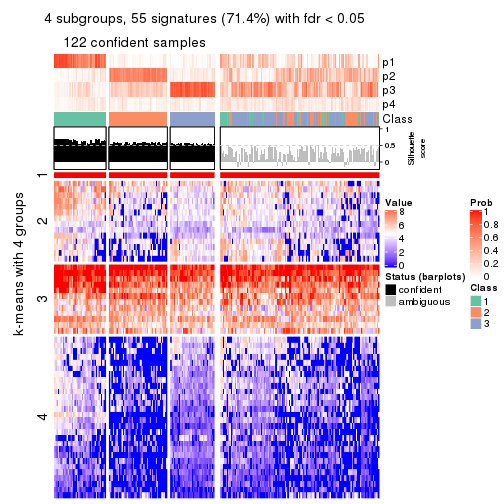 4 subgroups, 55 signatures (71.4%) with fdr < 0.05
122 confident samples
p1
p2
p3
p4
Class
1
0.5
0
Silhouette
score
k-means with 4 groups
1
2
3
4
Value
8
6
4
2
0
Status (barplots)
confident
ambiguous
Prob
1
0.8
0.6
0.4
0.2
0
Class
1
2
3